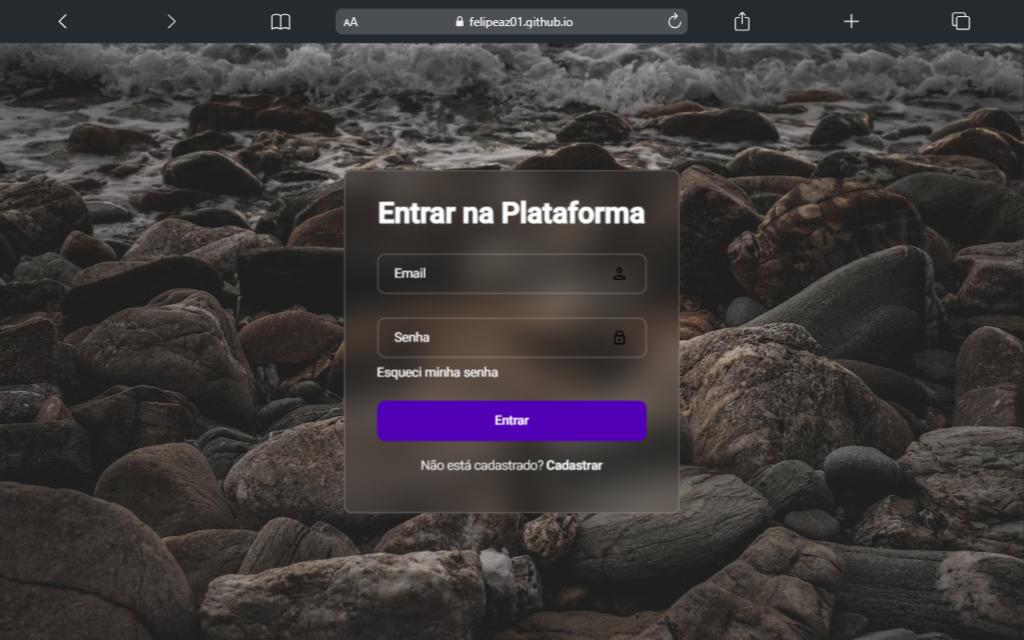 AA felipeaz01.github.io
Entrar na Plataforma
Email
Senha
Esqueci minha senha
Entrar
Não está cadastrado? Cadastrar